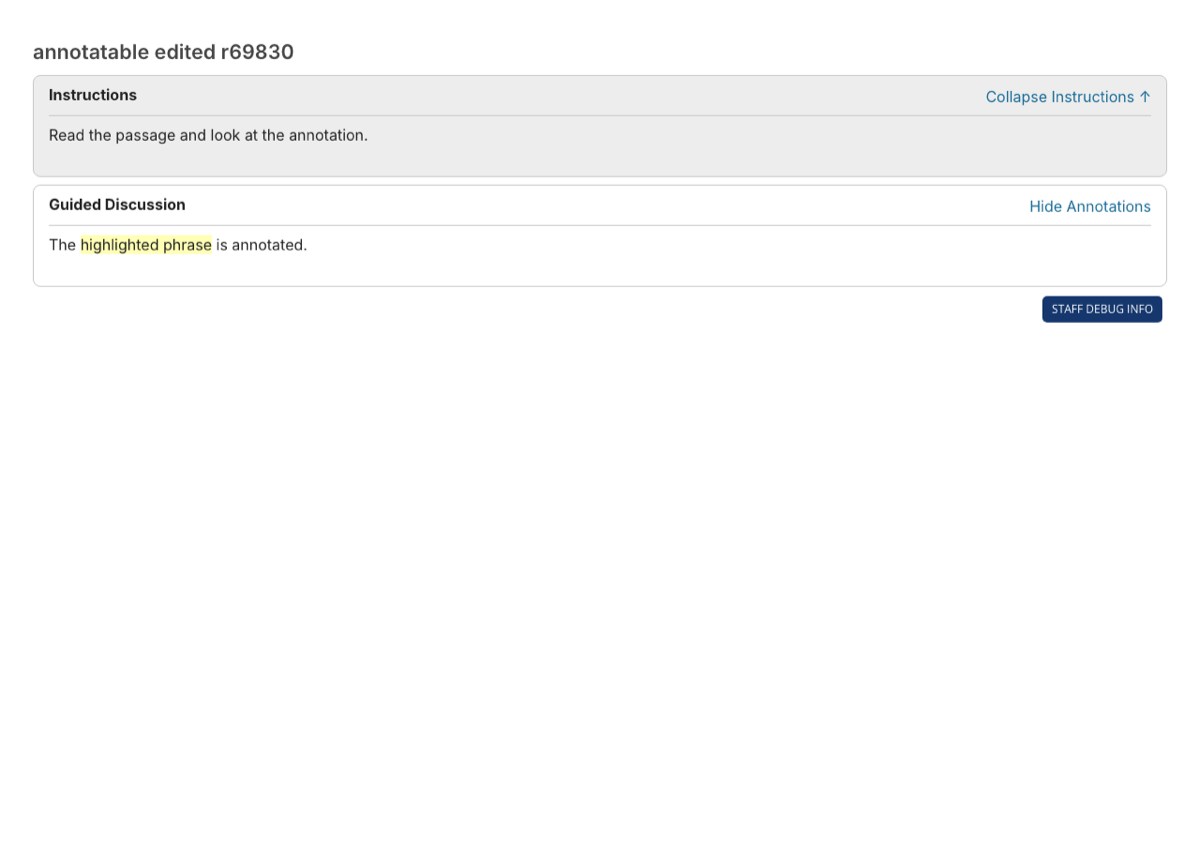 annotatable edited r69830
Instructions
Collapse Instructions ↑
Read the passage and look at the annotation.
Guided Discussion
Hide Annotations
The highlighted phrase is annotated.
STAFF DEBUG INFO